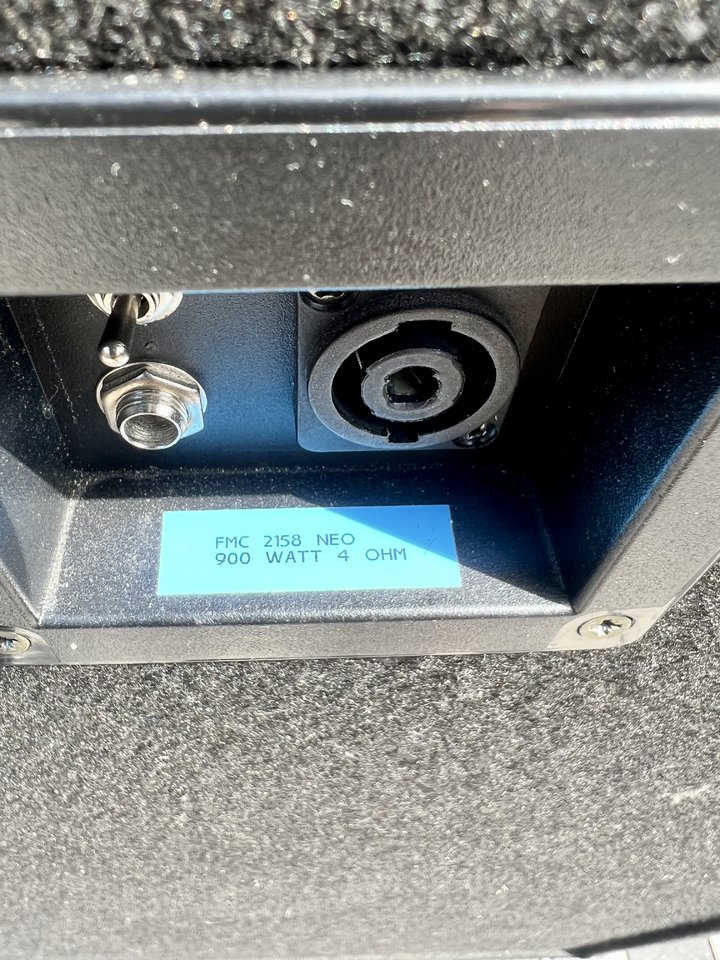 FMC 2158 NEO
900 WATT 4 OHM